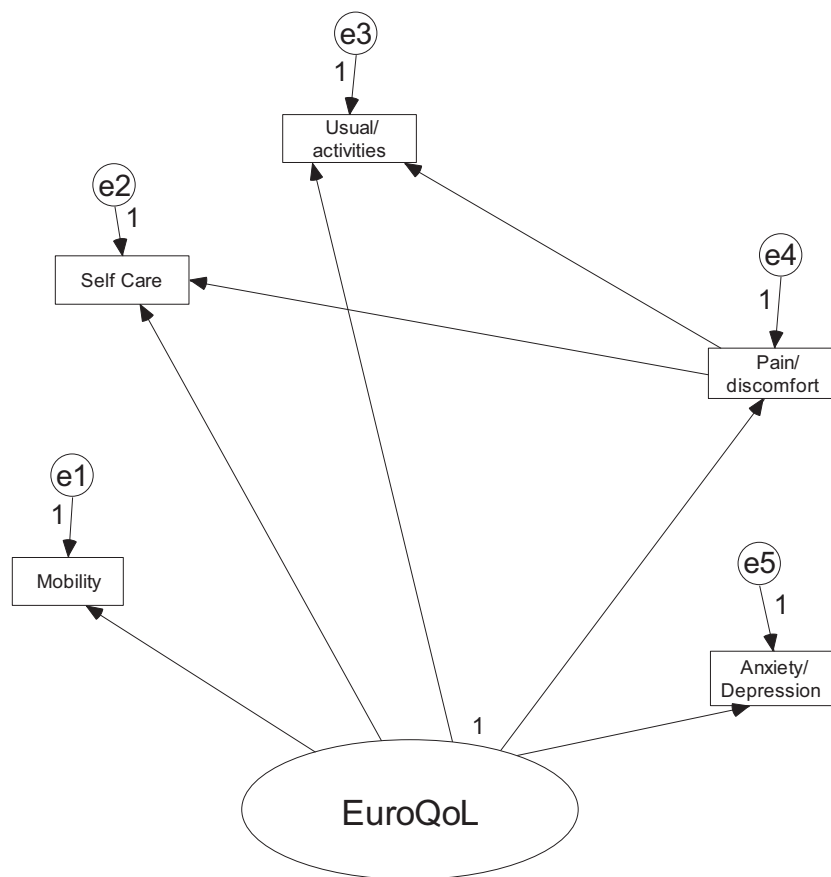 e3
1
Usual/
activities
e2
1
Self Care
e4
1
Pain/
discomfort
e1
1
Mobility
e5
1
Anxiety/
Depression
1
EuroQoL